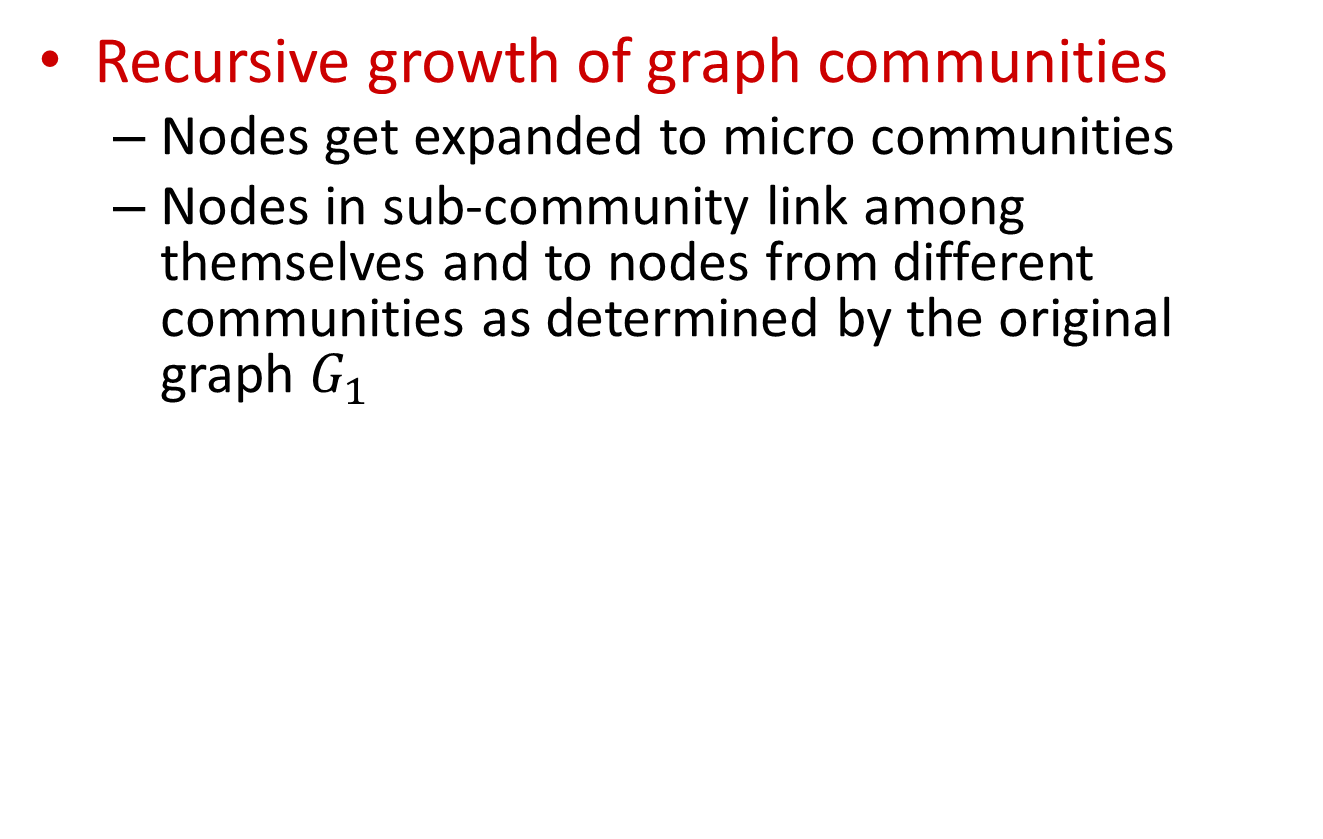 • Recursive growth of graph communities
– Nodes get expanded to micro communities
– Nodes in sub-community link among
themselves and to nodes from different
communities as determined by the original
graph 𝐺₁